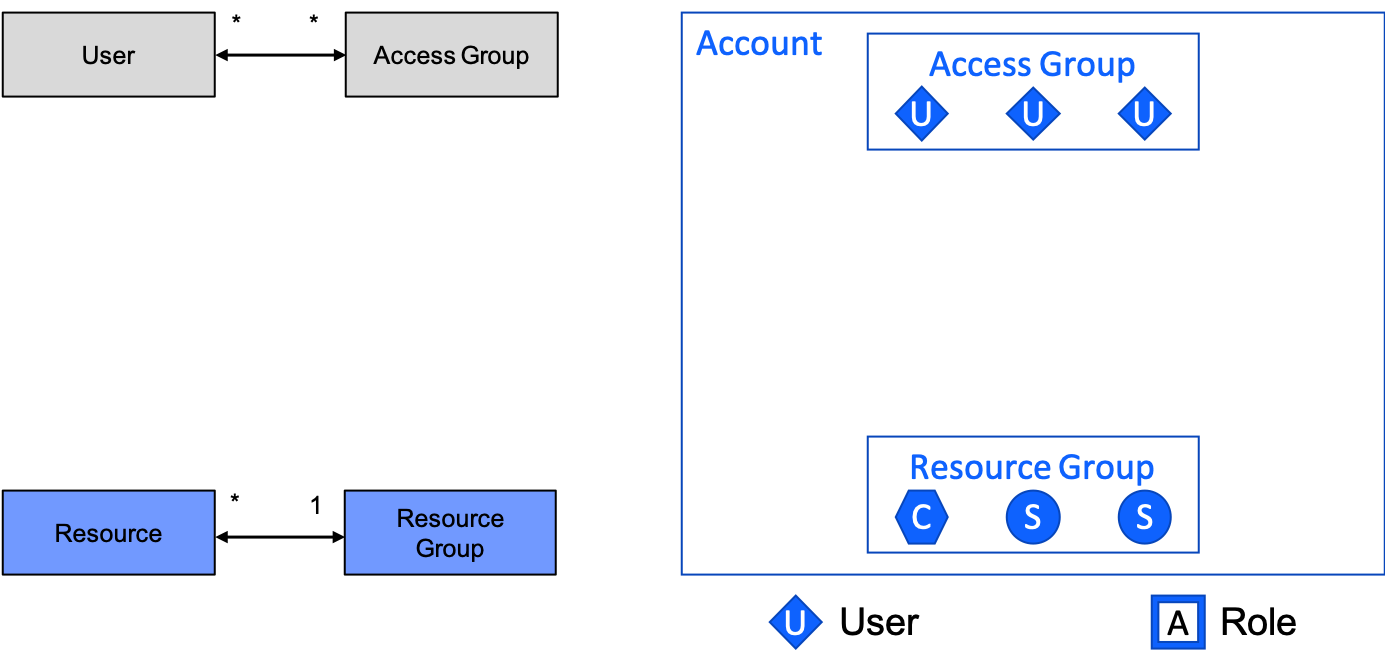 User
* *
Access Group
Resource
* 1
Resource
Group
Account
Access Group
U U U
Resource Group
C S S
U User
A Role